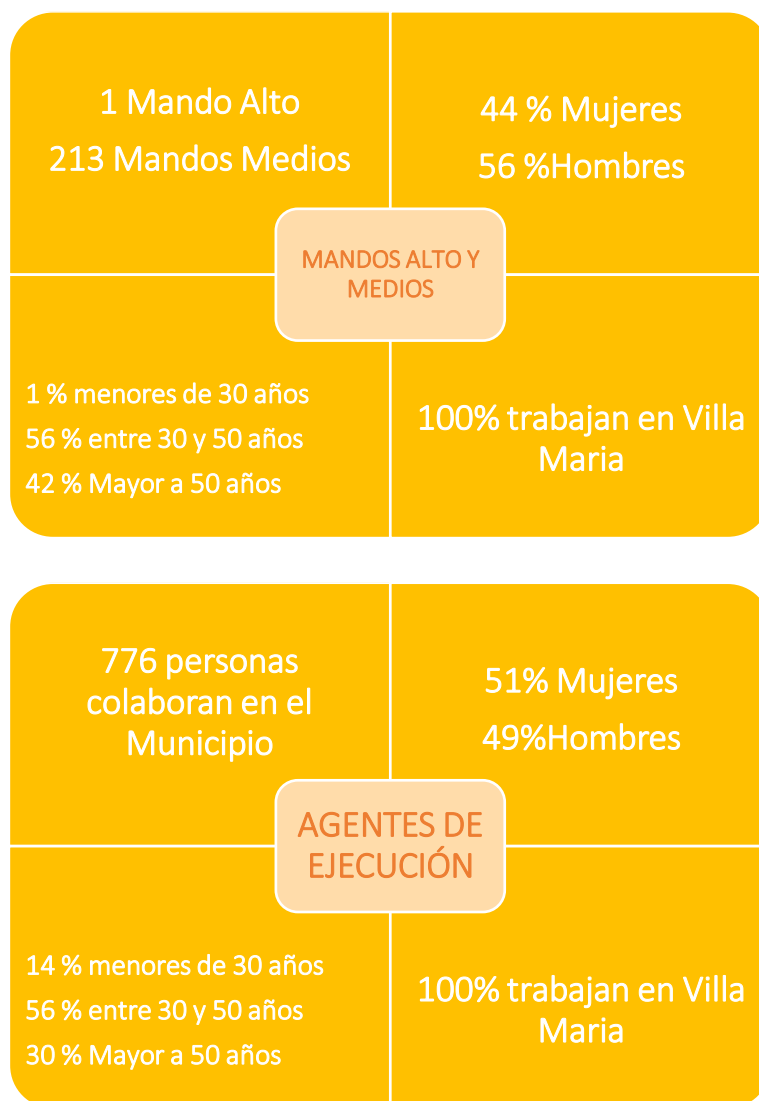 1 Mando Alto
213 Mandos Medios
44 % Mujeres
56 %Hombres
MANDOS ALTO Y
MEDIOS
1 % menores de 30 años
56 % entre 30 y 50 años
42 % Mayor a 50 años
100% trabajan en Villa
Maria
776 personas
colaboran en el
Municipio
51% Mujeres
49%Hombres
AGENTES DE
EJECUCIÓN
14 % menores de 30 años
56 % entre 30 y 50 años
30 % Mayor a 50 años
100% trabajan en Villa
Maria